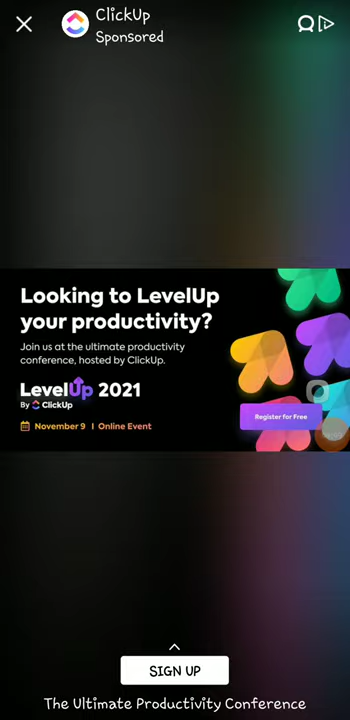 ClickUp
Sponsored
Looking to LevelUp
your productivity?
Join us at the ultimate productivity
conference, hosted by ClickUp.
LevelUp 2021
By ClickUp
Register for Free
November 9 | Online Event
SIGN UP
The Ultimate Productivity Conference